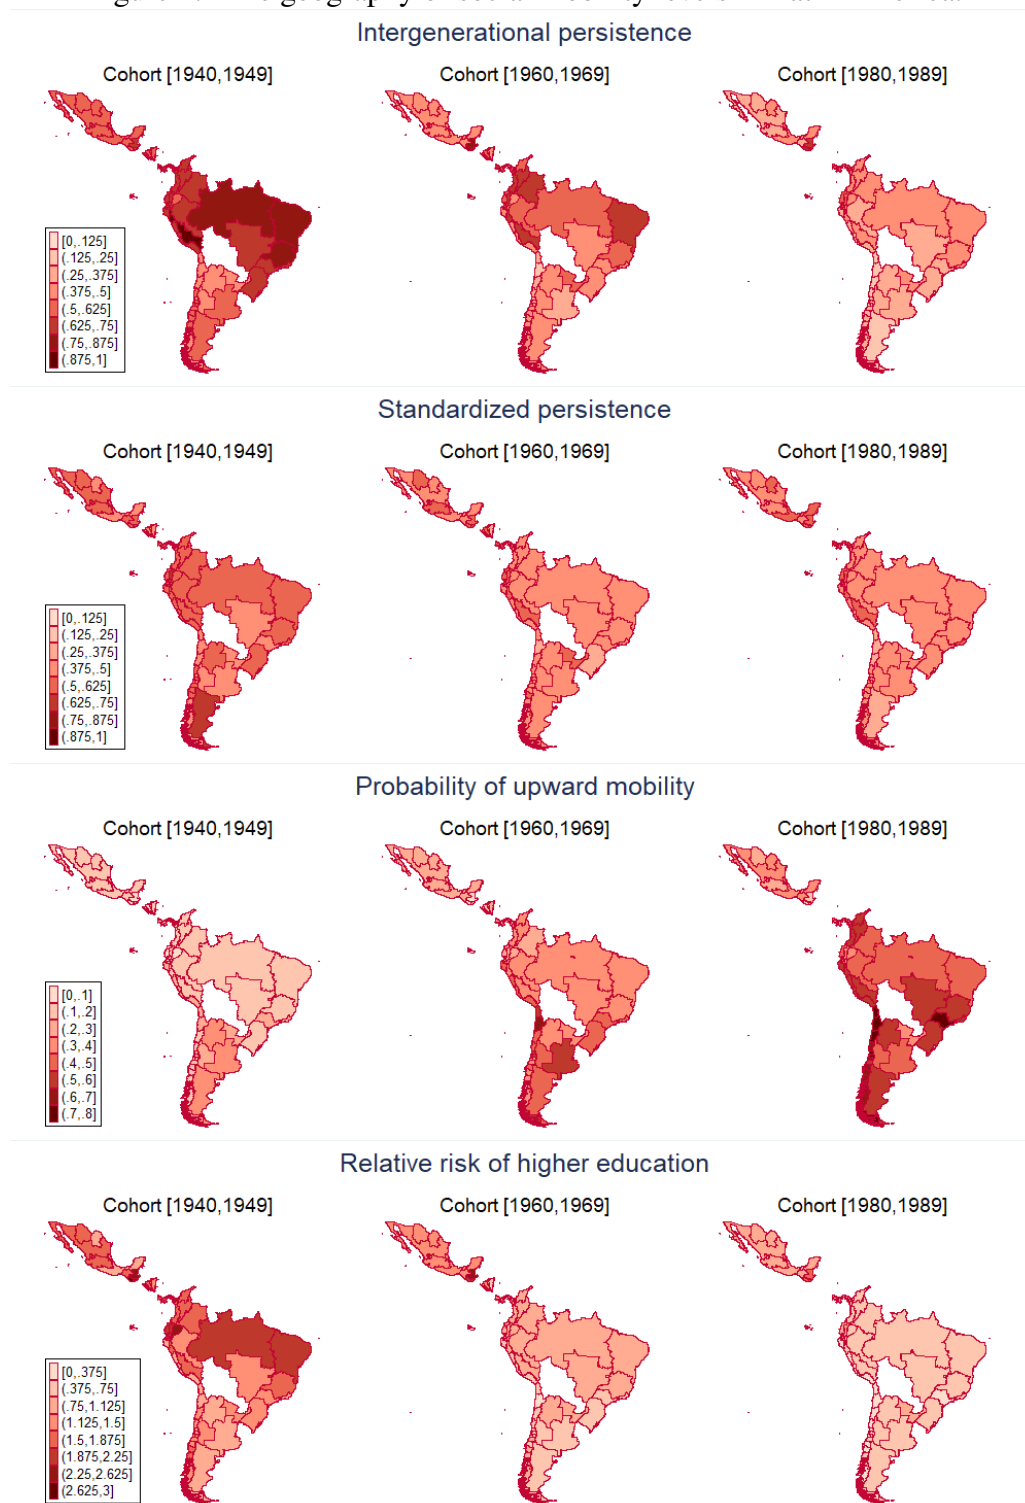 Intergenerational persistence
Cohort [1940,1949]
Cohort [1960,1969]
Cohort [1980,1989]
[0,.125]
(.125,.25]
(.25,.375]
(.375,.5]
(.5,.625]
(.625,.75]
(.75,.875]
(.875,1]
Standardized persistence
Cohort [1940,1949]
Cohort [1960,1969]
Cohort [1980,1989]
[0,.125]
(.125,.25]
(.25,.375]
(.375,.5]
(.5,.625]
(.625,.75]
(.75,.875]
(.875,1]
Probability of upward mobility
Cohort [1940,1949]
Cohort [1960,1969]
Cohort [1980,1989]
[0,.1]
(.1,.2]
(.2,.3]
(.3,.4]
(.4,.5]
(.5,.6]
(.6,.7]
(.7,.8]
Relative risk of higher education
Cohort [1940,1949]
Cohort [1960,1969]
Cohort [1980,1989]
[0,.375]
(.375,.75]
(.75,1.125]
(1.125,1.5]
(1.5,1.875]
(1.875,2.25]
(2.25,2.625]
(2.625,3]